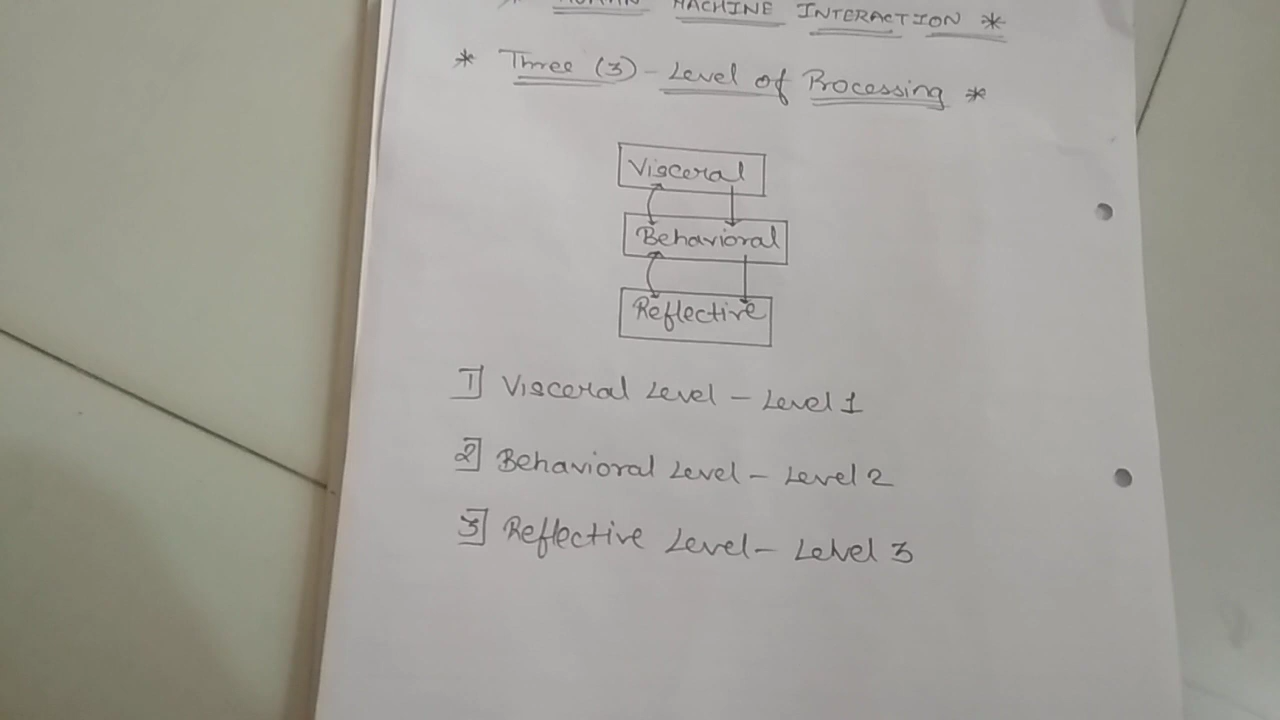 * HUMAN MACHINE INTERACTION *
* Three (3) - Level of Processing *
Visceral
Behavioral
Reflective
1] Visceral Level - Level 1
2] Behavioral Level - Level 2
3] Reflective Level - Level 3